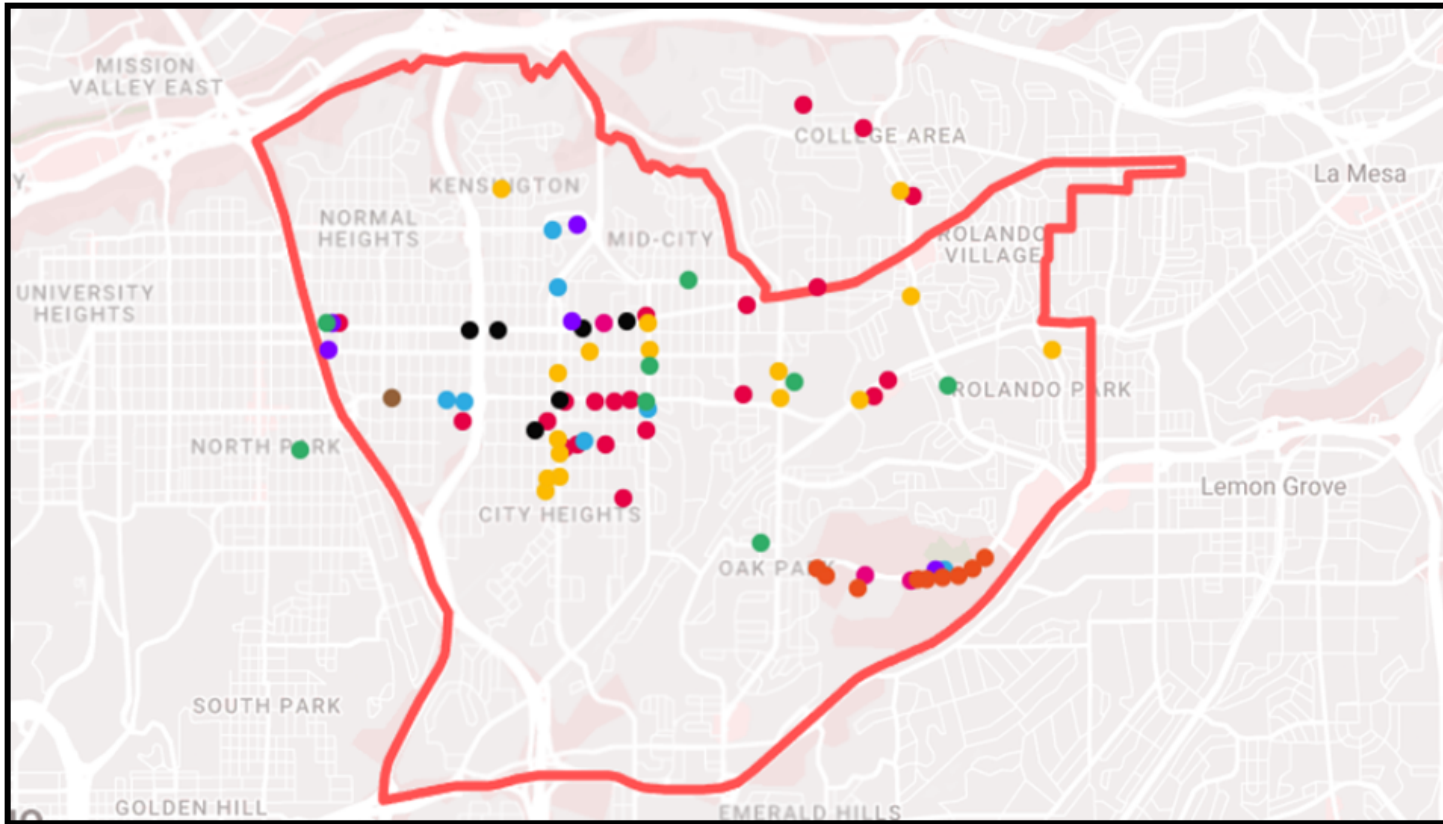 MISSION
VALLEY EAST
COLLEGE AREA
La Mesa
KENSINGTON
NORMAL
HEIGHTS
MID-CITY
ROLANDO
VILLAGE
UNIVERSITY
HEIGHTS
ROLANDO PARK
NORTH PARK
Lemon Grove
CITY HEIGHTS
OAK PARK
SOUTH PARK
GOLDEN HILL
EMERALD HILLS